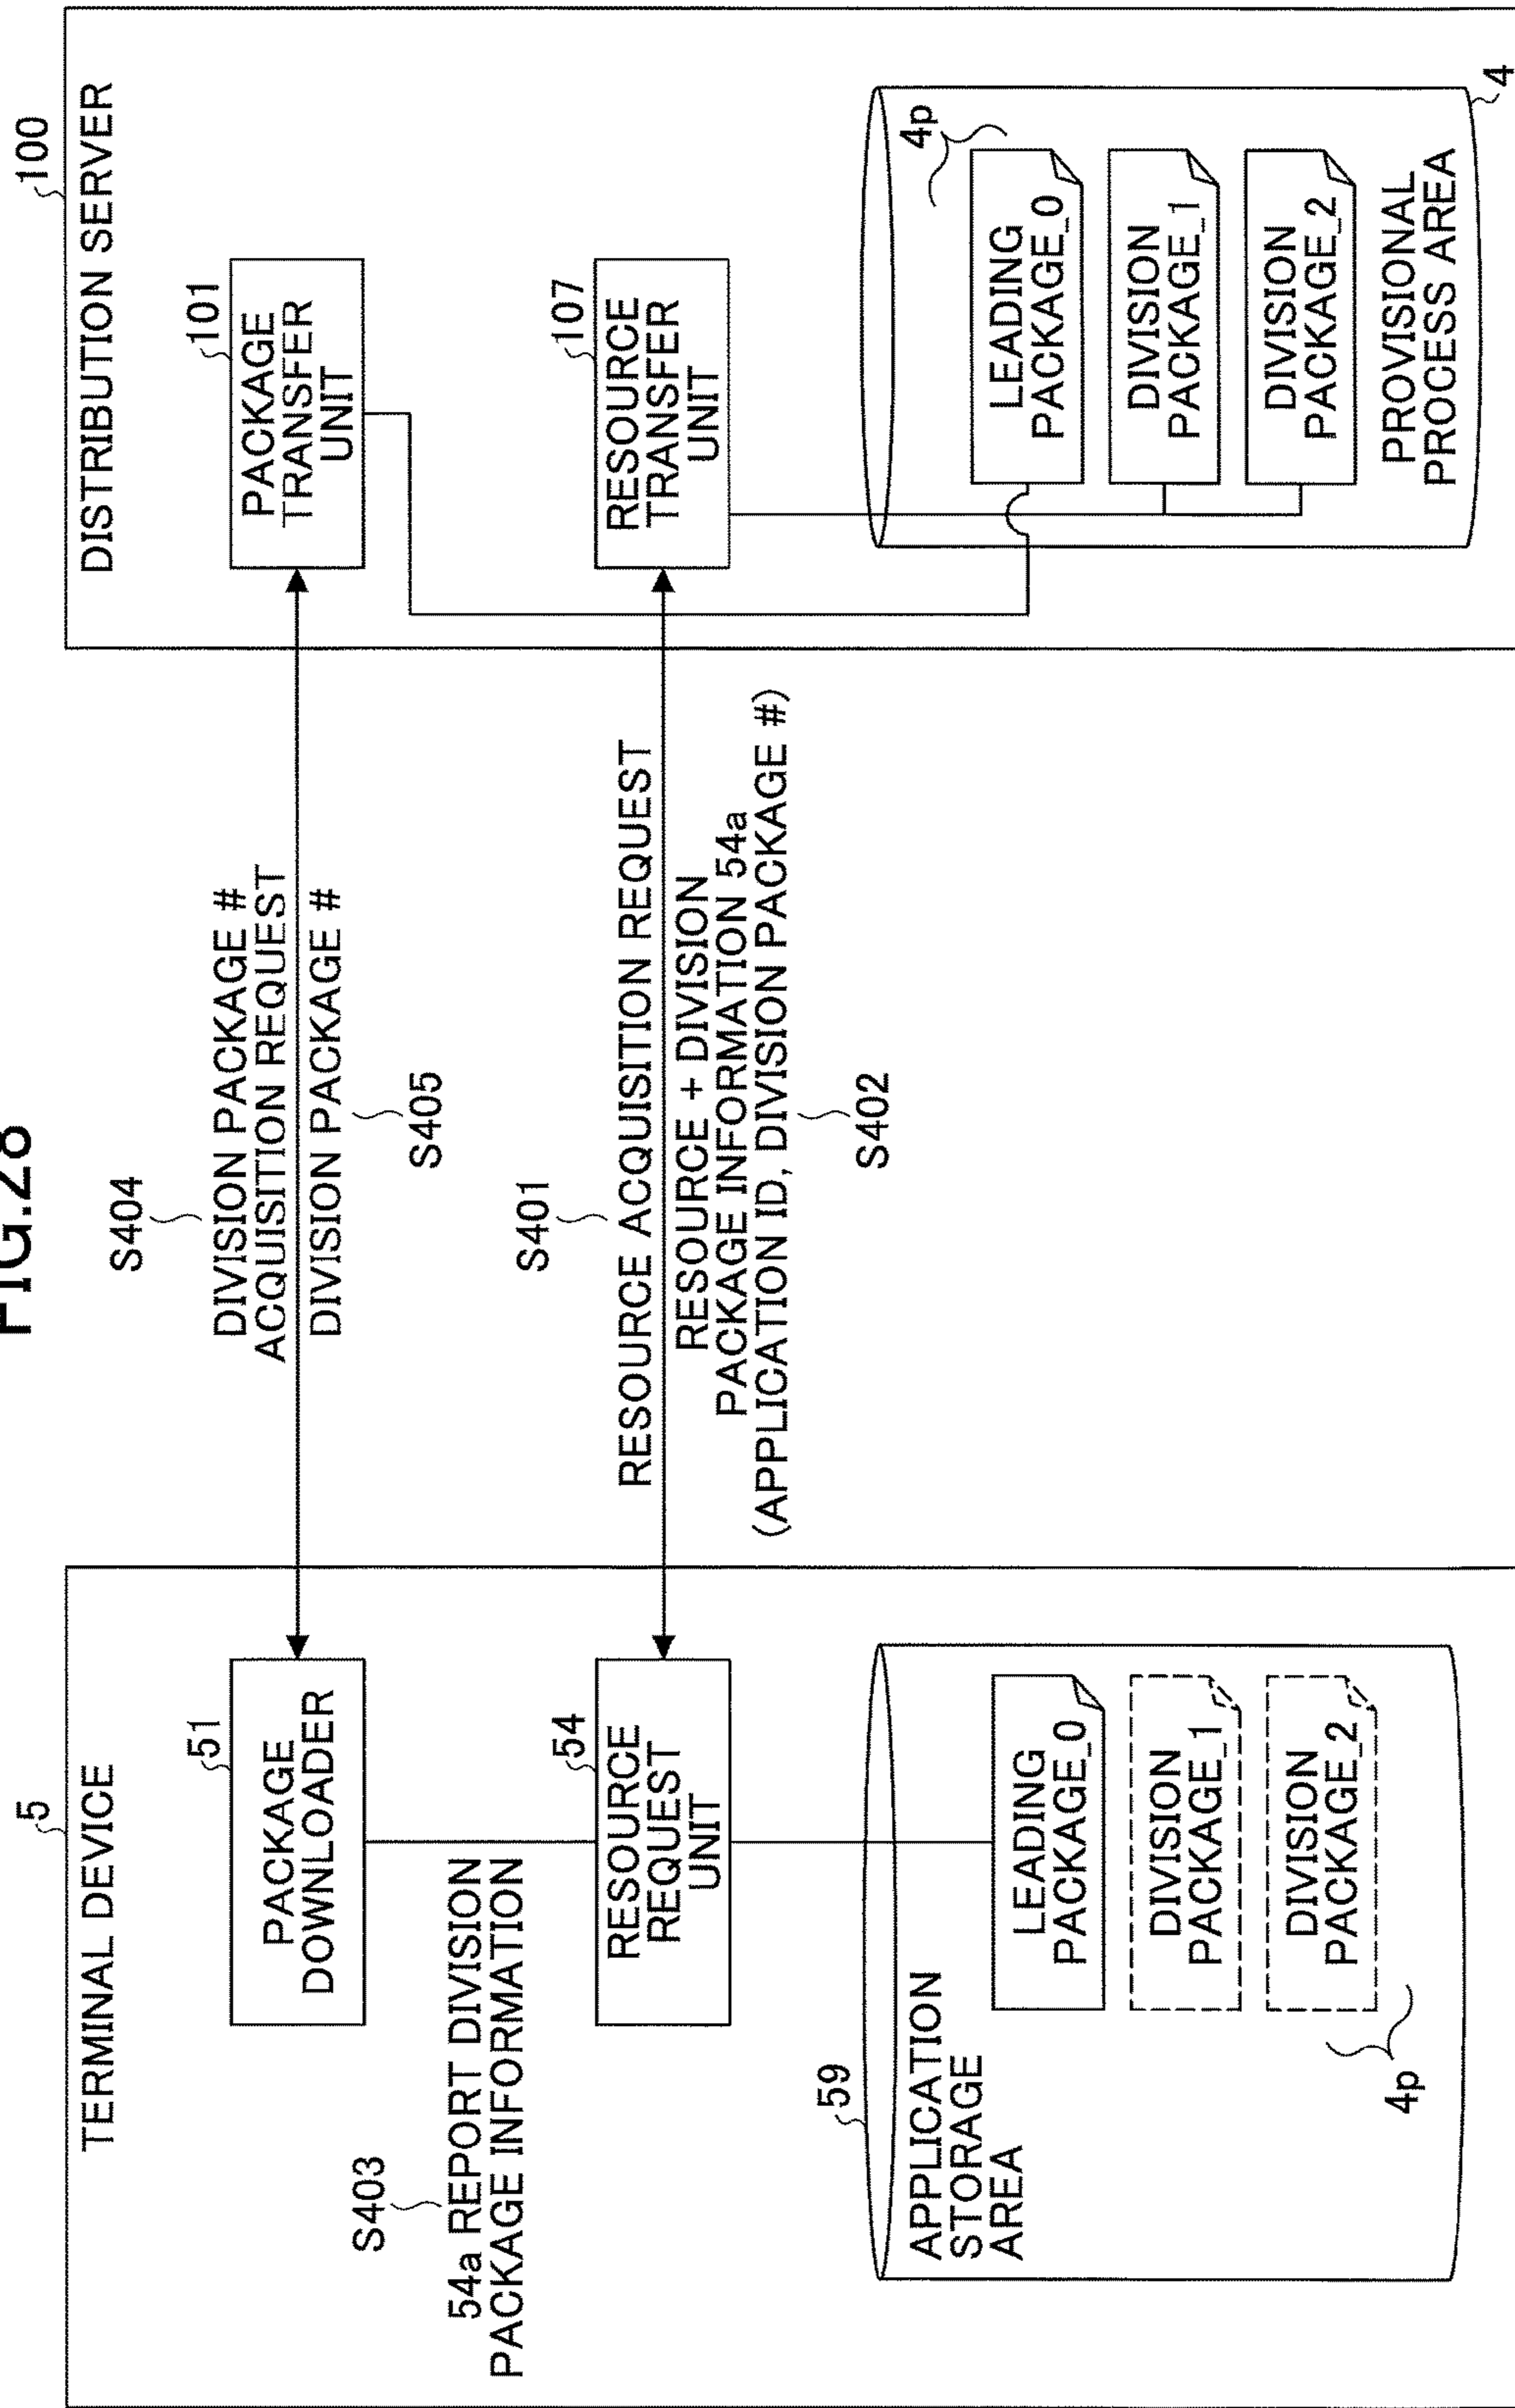 FIG.28
5
TERMINAL DEVICE
51
PACKAGE
DOWNLOADER
S403
54a REPORT DIVISION
PACKAGE INFORMATION
54
RESOURCE
REQUEST
UNIT
59
APPLICATION
STORAGE
AREA
LEADING
PACKAGE_0
DIVISION
PACKAGE_1
DIVISION
PACKAGE_2
4p
S404
DIVISION PACKAGE #
ACQUISITION REQUEST
DIVISION PACKAGE #
S405
S401
RESOURCE ACQUISITION REQUEST
RESOURCE + DIVISION
PACKAGE INFORMATION 54a
(APPLICATION ID, DIVISION PACKAGE #)
S402
100
DISTRIBUTION SERVER
101
PACKAGE
TRANSFER
UNIT
107
RESOURCE
TRANSFER
UNIT
4p
LEADING
PACKAGE_0
DIVISION
PACKAGE_1
DIVISION
PACKAGE_2
PROVISIONAL
PROCESS AREA
4